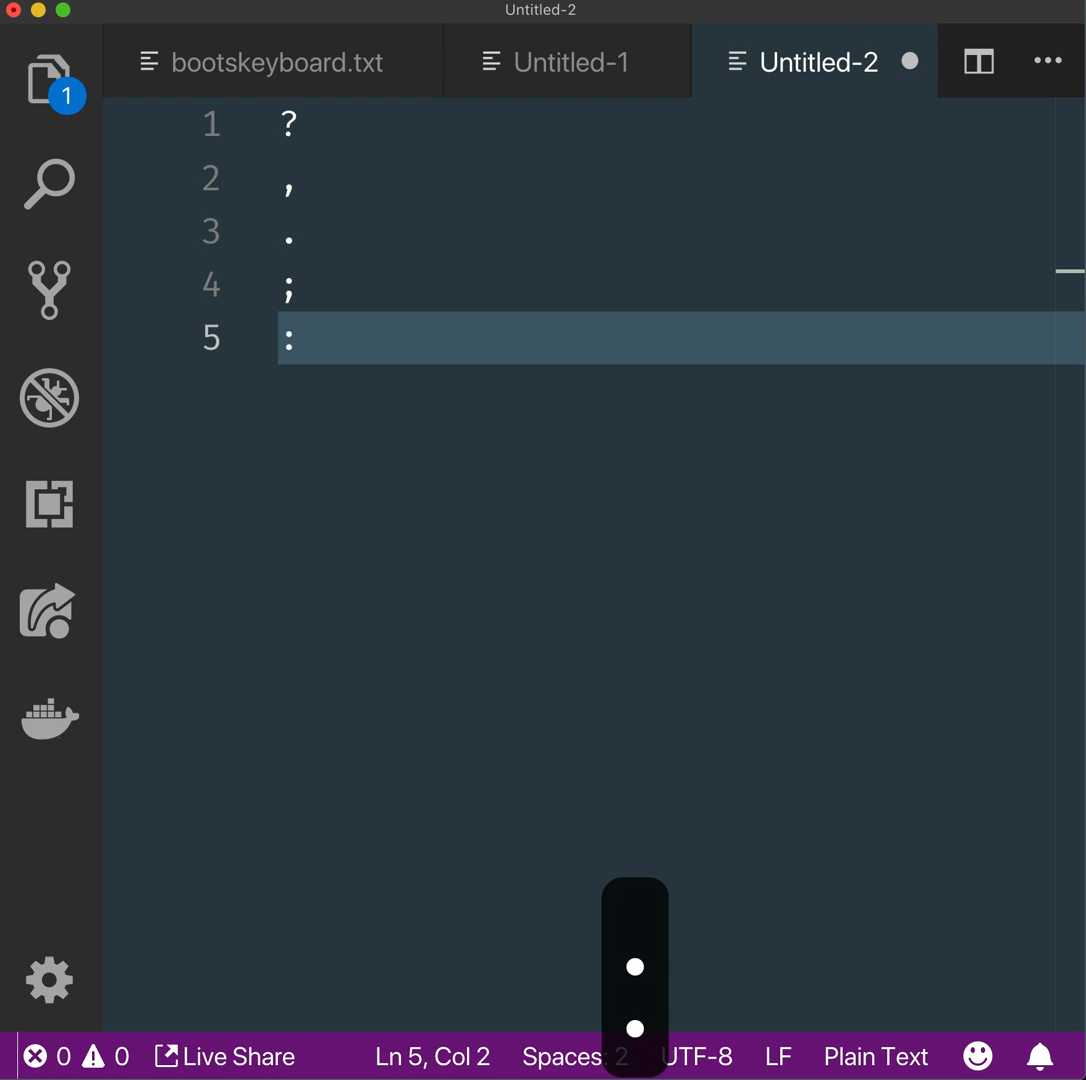 Untitled-2
bootskeyboard.txt Untitled-1 Untitled-2
1
1 ?
2 ,
3 .
4 ;
5 :
:
0 0 Live Share Ln 5, Col 2 Spaces: 2 UTF-8 LF Plain Text